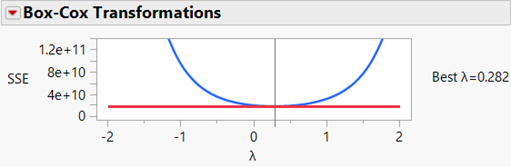 Box-Cox Transformations
1.2e+11
8e+10
4e+10
0
SSE
-2 -1 0 1 2
λ
Best λ=0.282